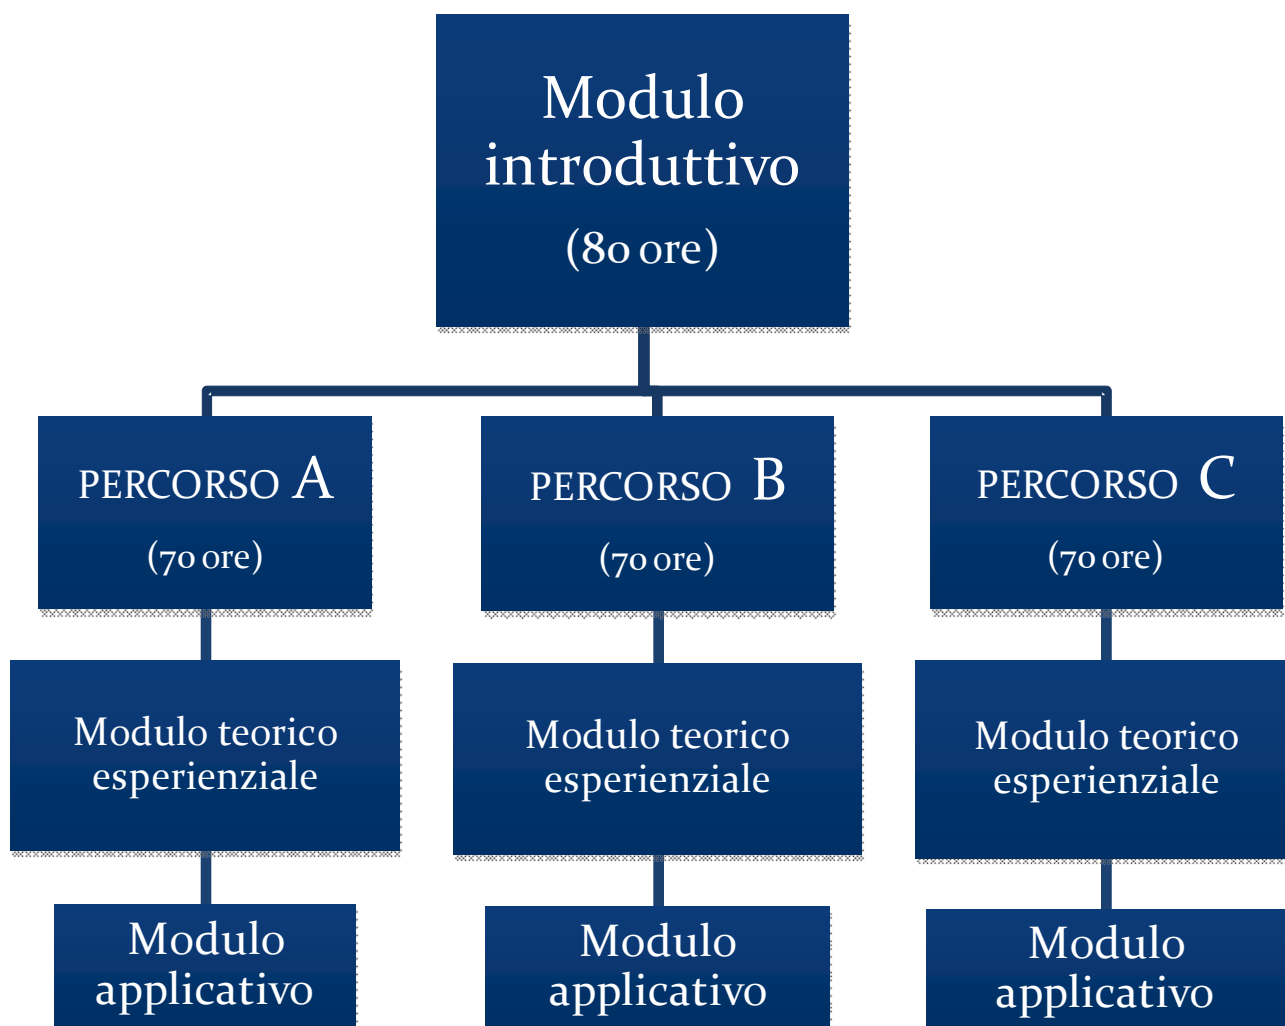 Modulo
introduttivo
(80 ore)
PERCORSO A
(70 ore)
PERCORSO B
(70 ore)
PERCORSO C
(70 ore)
Modulo teorico
esperienziale
Modulo teorico
esperienziale
Modulo teorico
esperienziale
Modulo
applicativo
Modulo
applicativo
Modulo
applicativo